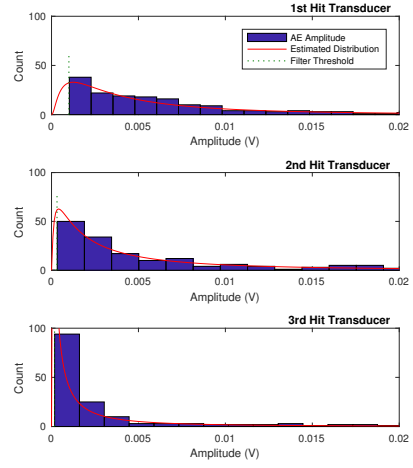 1st Hit Transducer
100
50
0
Count
AE Amplitude
Estimated Distribution
Filter Threshold
0 0.005 0.01 0.015 0.02
Amplitude (V)
2nd Hit Transducer
100
50
0
Count
0 0.005 0.01 0.015 0.02
Amplitude (V)
3rd Hit Transducer
100
50
0
Count
0 0.005 0.01 0.015 0.02
Amplitude (V)